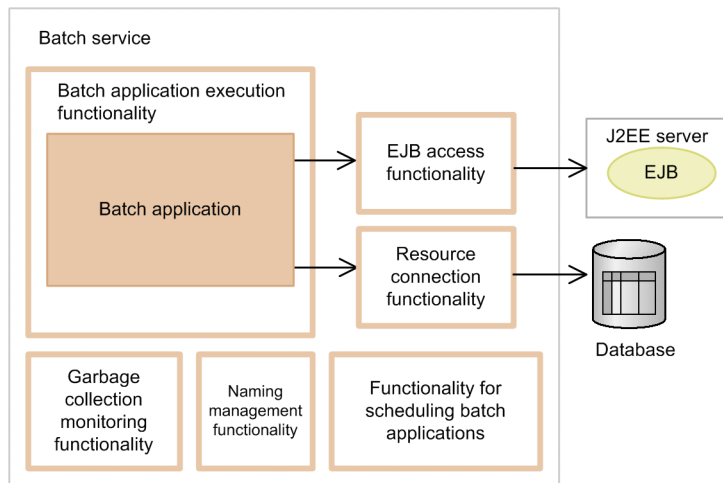 Batch service
Batch application execution
functionality
Batch application
EJB access
functionality
J2EE server
EJB
Resource
connection
functionality
Database
Garbage
collection
monitoring
functionality
Naming
management
functionality
Functionality for
scheduling batch
applications